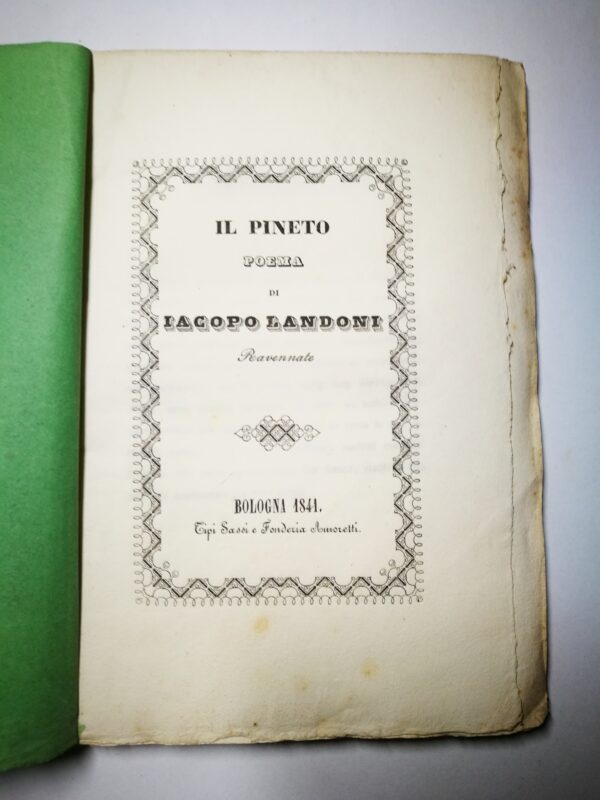 IL PINETO
POEMA
DI
IACOPO LANDONI
Ravennate
BOLOGNA 1841.
Tipi Sassi e Fonderia Amoretti.